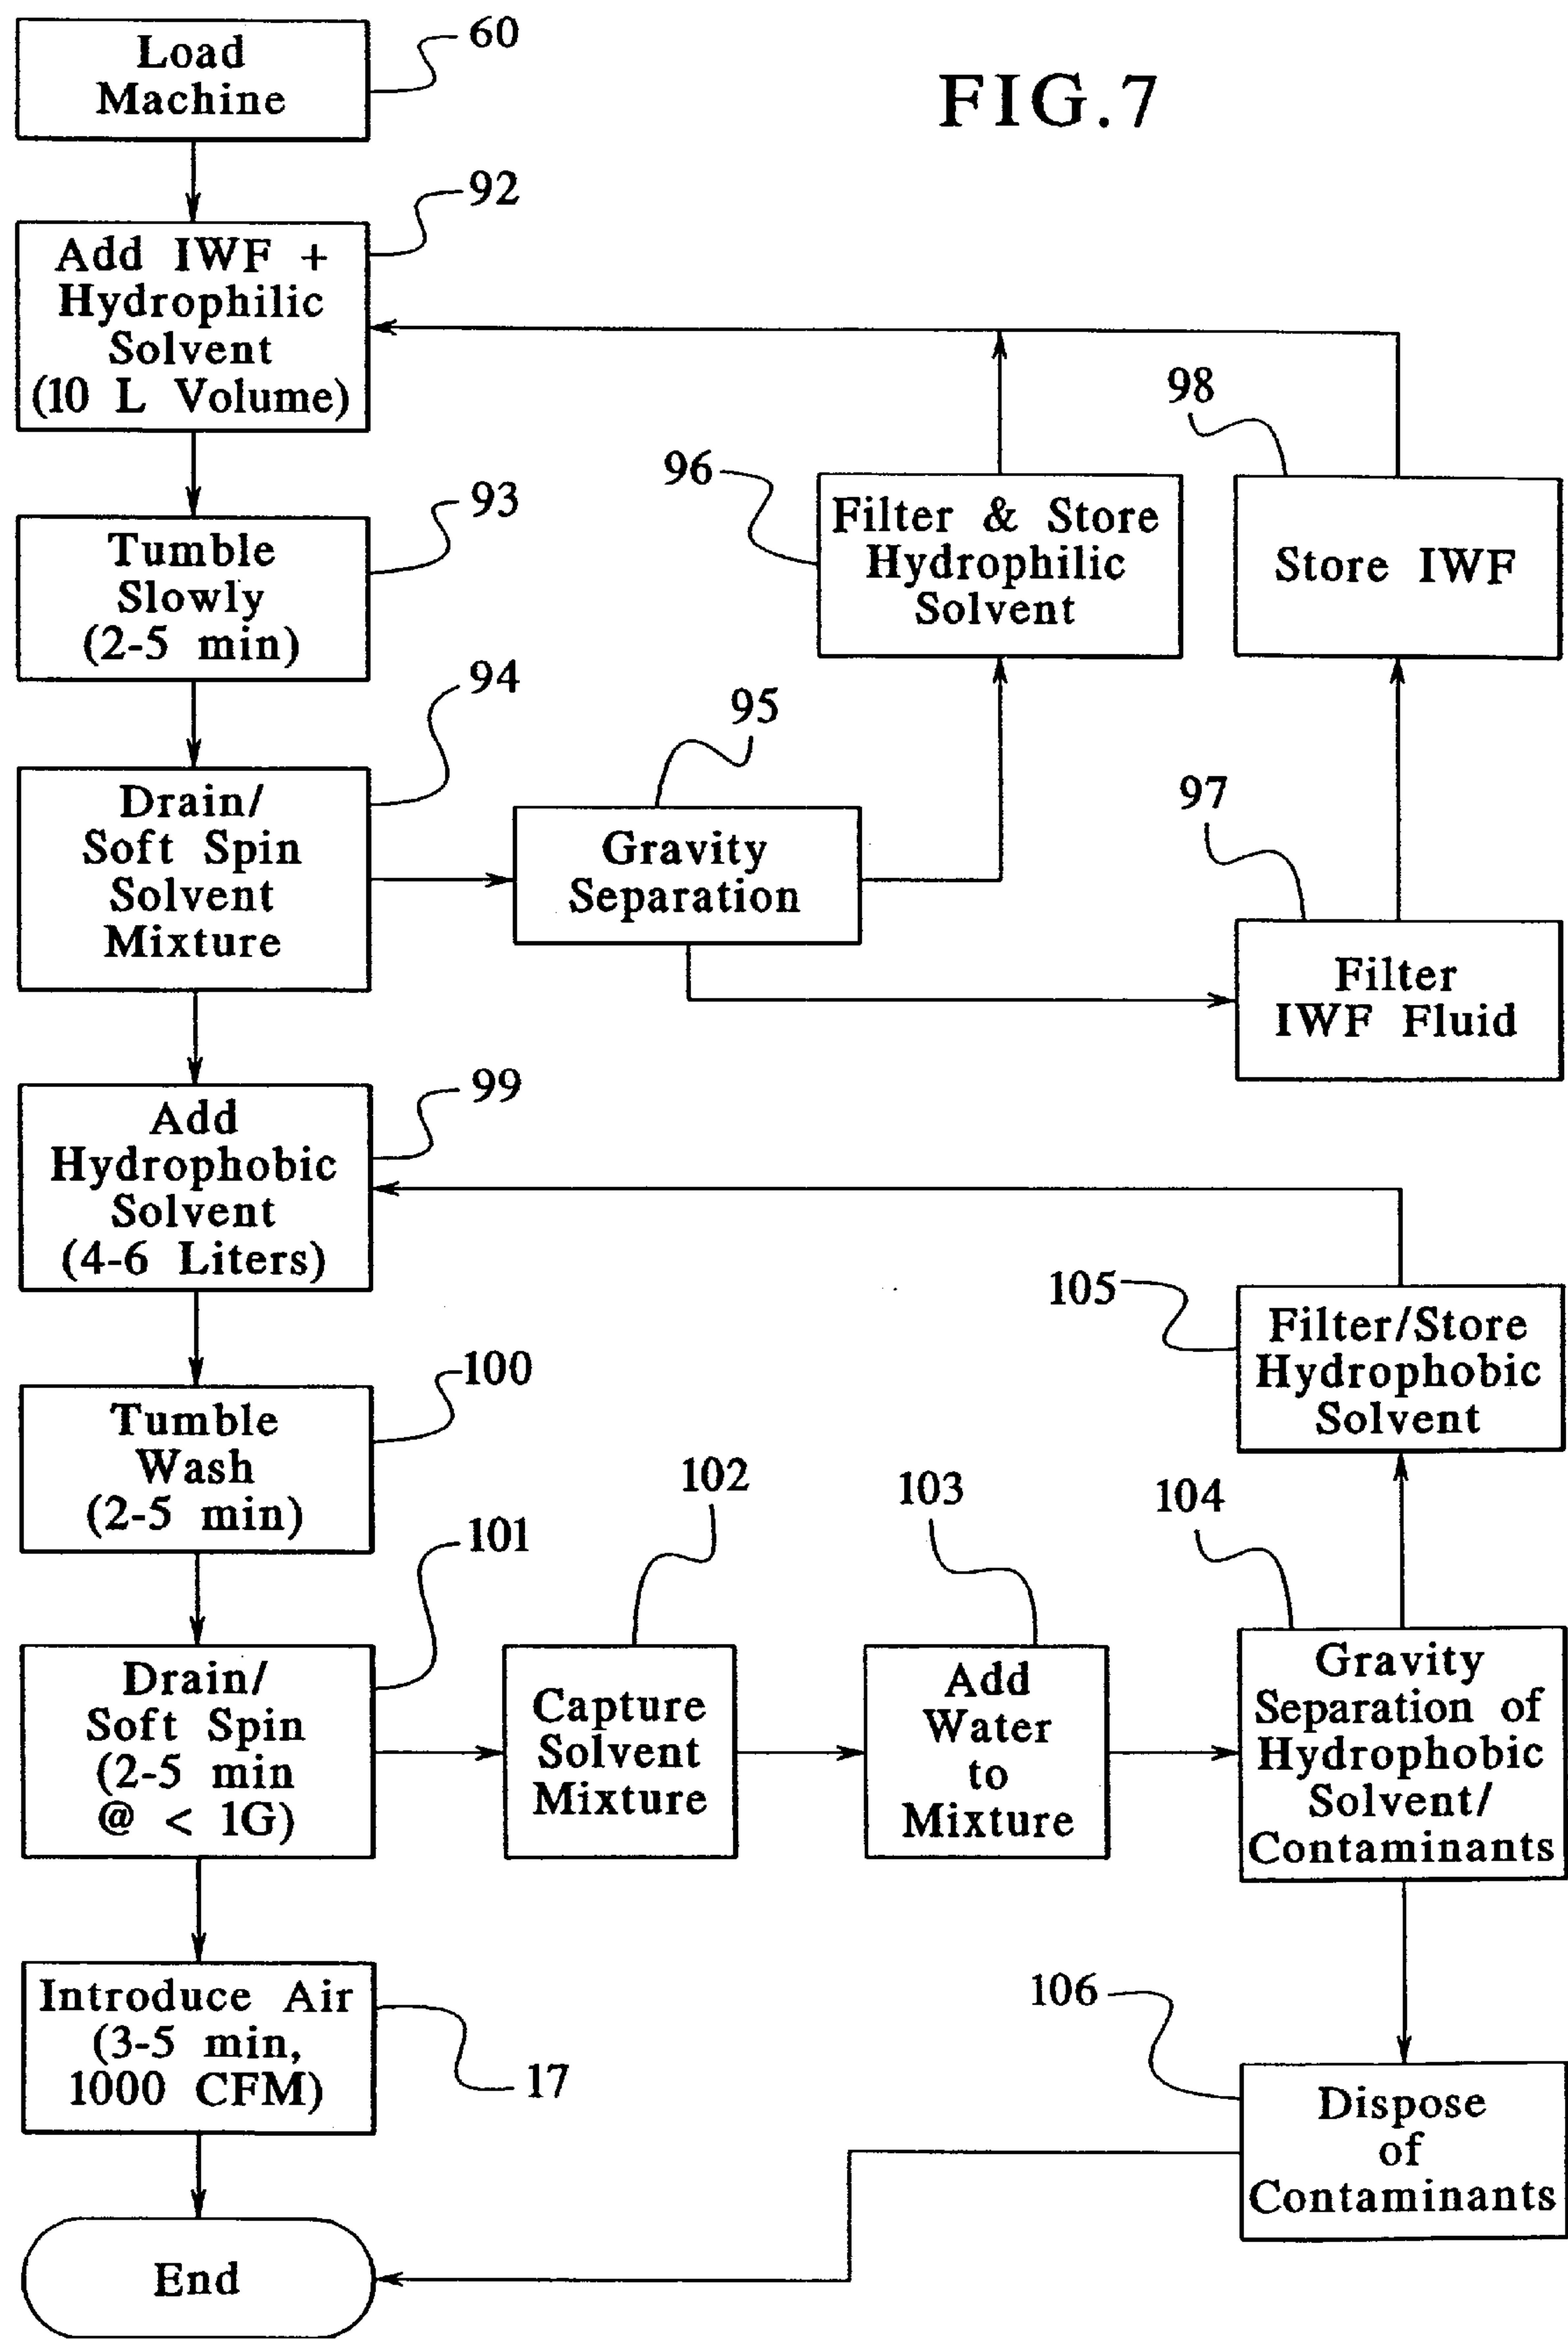 FIG.7
60
Load
Machine
92
Add IWF +
Hydrophilic
Solvent
(10 L Volume)
93
Tumble
Slowly
(2-5 min)
94
Drain/
Soft Spin
Solvent
Mixture
95
Gravity
Separation
96
Filter & Store
Hydrophilic
Solvent
98
Store IWF
97
Filter
IWF Fluid
99
Add
Hydrophobic
Solvent
(4-6 Liters)
100
Tumble
Wash
(2-5 min)
101
Drain/
Soft Spin
(2-5 min
@ < 1G)
102
Capture
Solvent
Mixture
103
Add
Water
to
Mixture
104
Gravity
Separation of
Hydrophobic
Solvent/
Contaminants
105
Filter/Store
Hydrophobic
Solvent
106
Dispose
of
Contaminants
Introduce Air
(3-5 min,
1000 CFM)
17
End